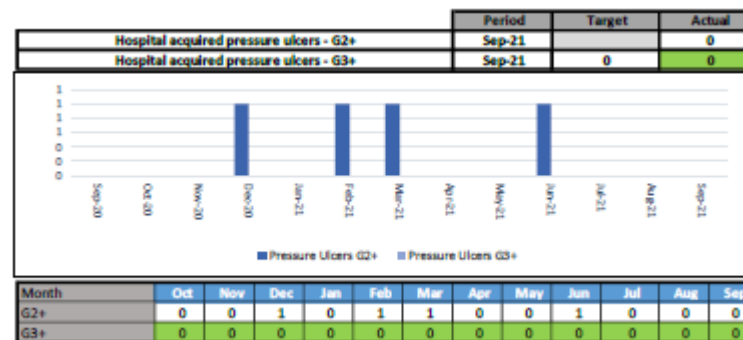 Period Target Actual
Hospital acquired pressure ulcers - G2+ Sep-21 0
Hospital acquired pressure ulcers - G3+ Sep-21 0 0
1
1
1
1
0
0
0
Sep-20 Oct-20 Nov-20 Dec-20 Jan-21 Feb-21 Mar-21 Apr-21 May-21 Jun-21 Jul-21 Aug-21 Sep-21
Pressure Ulcers G2+ Pressure Ulcers G3+
Month Oct Nov Dec Jan Feb Mar Apr May Jun Jul Aug Sep
G2+ 0 0 1 0 1 1 0 0 1 0 0 0
G3+ 0 0 0 0 0 0 0 0 0 0 0 0